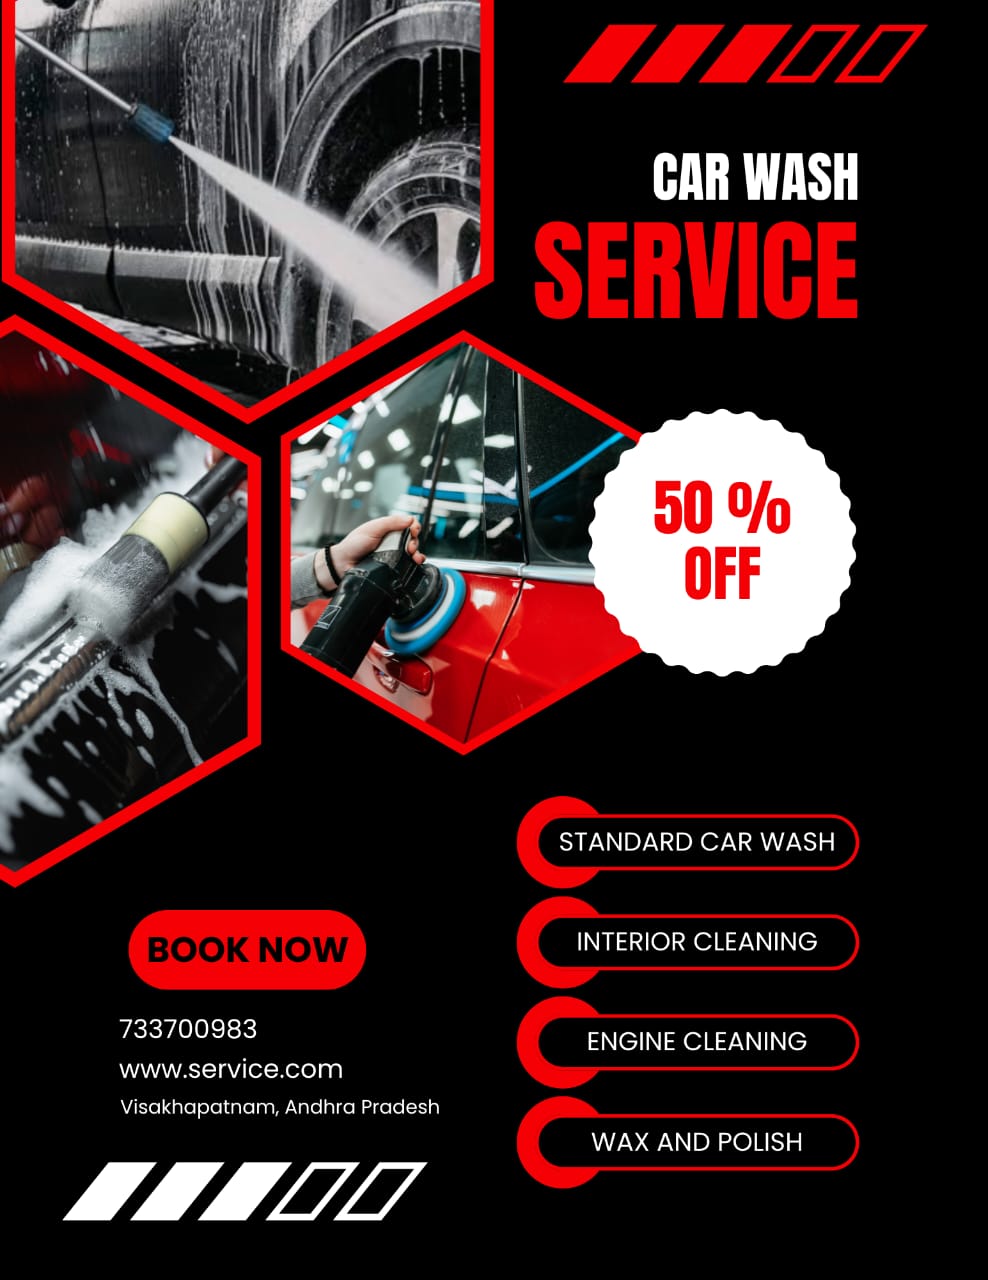 CAR WASH
SERVICE
50 %
OFF
STANDARD CAR WASH
INTERIOR CLEANING
ENGINE CLEANING
WAX AND POLISH
BOOK NOW
733700983
www.service.com
Visakhapatnam, Andhra Pradesh